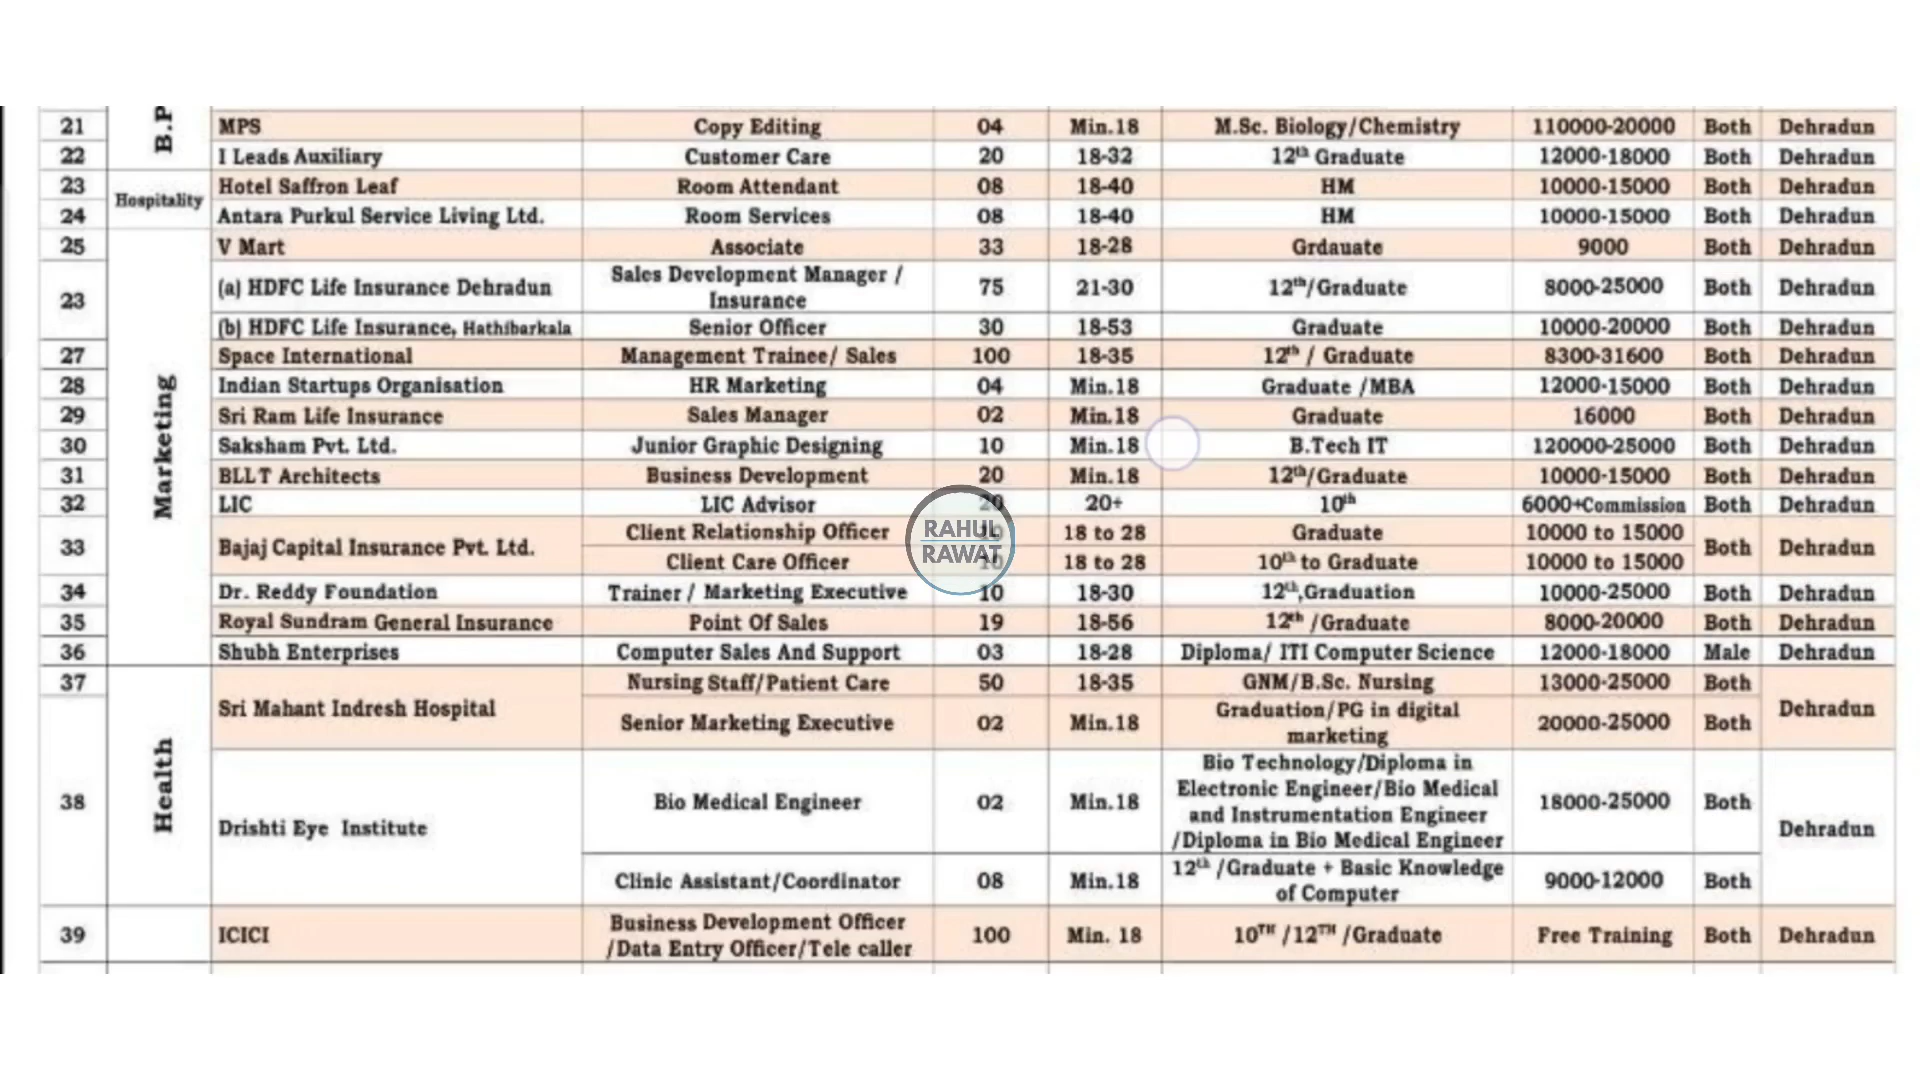 21 B.P MPS Copy Editing 04 Min.18 M.Sc. Biology/Chemistry 110000-20000 Both Dehradun
22 I Leads Auxiliary Customer Care 20 18-32 12th Graduate 12000-18000 Both Dehradun
23 Hospitality Hotel Saffron Leaf Room Attendant 08 18-40 HM 10000-15000 Both Dehradun
24 Antara Purkul Service Living Ltd. Room Services 08 18-40 HM 10000-15000 Both Dehradun
25 Marketing V Mart Associate 33 18-28 Grdauate 9000 Both Dehradun
23 (a) HDFC Life Insurance Dehradun Sales Development Manager / Insurance 75 21-30 12th/Graduate 8000-25000 Both Dehradun
(b) HDFC Life Insurance, Hathibarkala Senior Officer 30 18-53 Graduate 10000-20000 Both Dehradun
27 Space International Management Trainee/ Sales 100 18-35 12th / Graduate 8300-31600 Both Dehradun
28 Indian Startups Organisation HR Marketing 04 Min.18 Graduate /MBA 12000-15000 Both Dehradun
29 Sri Ram Life Insurance Sales Manager 02 Min.18 Graduate 16000 Both Dehradun
30 Saksham Pvt. Ltd. Junior Graphic Designing 10 Min.18 B.Tech IT 120000-25000 Both Dehradun
31 BLLT Architects Business Development 20 Min.18 12th/Graduate 10000-15000 Both Dehradun
32 LIC LIC Advisor 20 20+ 10th 6000+Commission Both Dehradun
33 Bajaj Capital Insurance Pvt. Ltd. Client Relationship Officer 18 to 28 Graduate 10000 to 15000 Both Dehradun
Client Care Officer 18 to 28 10th to Graduate 10000 to 15000
RAHUL
RAWAT
34 Dr. Reddy Foundation Trainer / Marketing Executive 10 18-30 12th,Graduation 10000-25000 Both Dehradun
35 Royal Sundram General Insurance Point Of Sales 19 18-56 12th /Graduate 8000-20000 Both Dehradun
36 Shubh Enterprises Computer Sales And Support 03 18-28 Diploma/ ITI Computer Science 12000-18000 Male Dehradun
37 Health Sri Mahant Indresh Hospital Nursing Staff/Patient Care 50 18-35 GNM/B.Sc. Nursing 13000-25000 Both Dehradun
Senior Marketing Executive 02 Min.18 Graduation/PG in digital marketing 20000-25000 Both
38 Drishti Eye Institute Bio Medical Engineer 02 Min.18 Bio Technology/Diploma in Electronic Engineer/Bio Medical and Instrumentation Engineer /Diploma in Bio Medical Engineer 18000-25000 Both Dehradun
Clinic Assistant/Coordinator 08 Min.18 12th /Graduate + Basic Knowledge of Computer 9000-12000 Both
39 ICICI Business Development Officer /Data Entry Officer/Tele caller 100 Min. 18 10TH /12TH /Graduate Free Training Both Dehradun